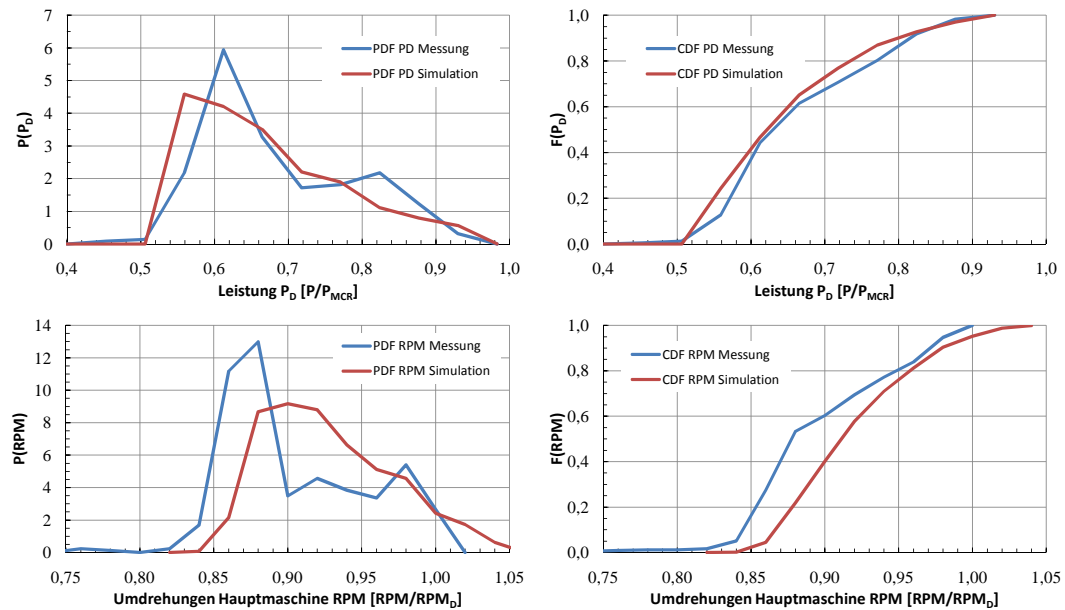 7
6
5
4
3
2
1
0
P(P_D)
PDF PD Messung
PDF PD Simulation
0,4 0,5 0,6 0,7 0,8 0,9 1,0
Leistung P_D [P/P_MCR]
1,0
0,8
0,6
0,4
0,2
0,0
F(P_D)
CDF PD Messung
CDF PD Simulation
0,4 0,5 0,6 0,7 0,8 0,9 1,0
Leistung P_D [P/P_MCR]
14
12
10
8
6
4
2
0
P(RPM)
PDF RPM Messung
PDF RPM Simulation
0,75 0,80 0,85 0,90 0,95 1,00 1,05
Umdrehungen Hauptmaschine RPM [RPM/RPM_D]
1,0
0,8
0,6
0,4
0,2
0,0
F(RPM)
CDF RPM Messung
CDF RPM Simulation
0,75 0,80 0,85 0,90 0,95 1,00 1,05
Umdrehungen Hauptmaschine RPM [RPM/RPM_D]